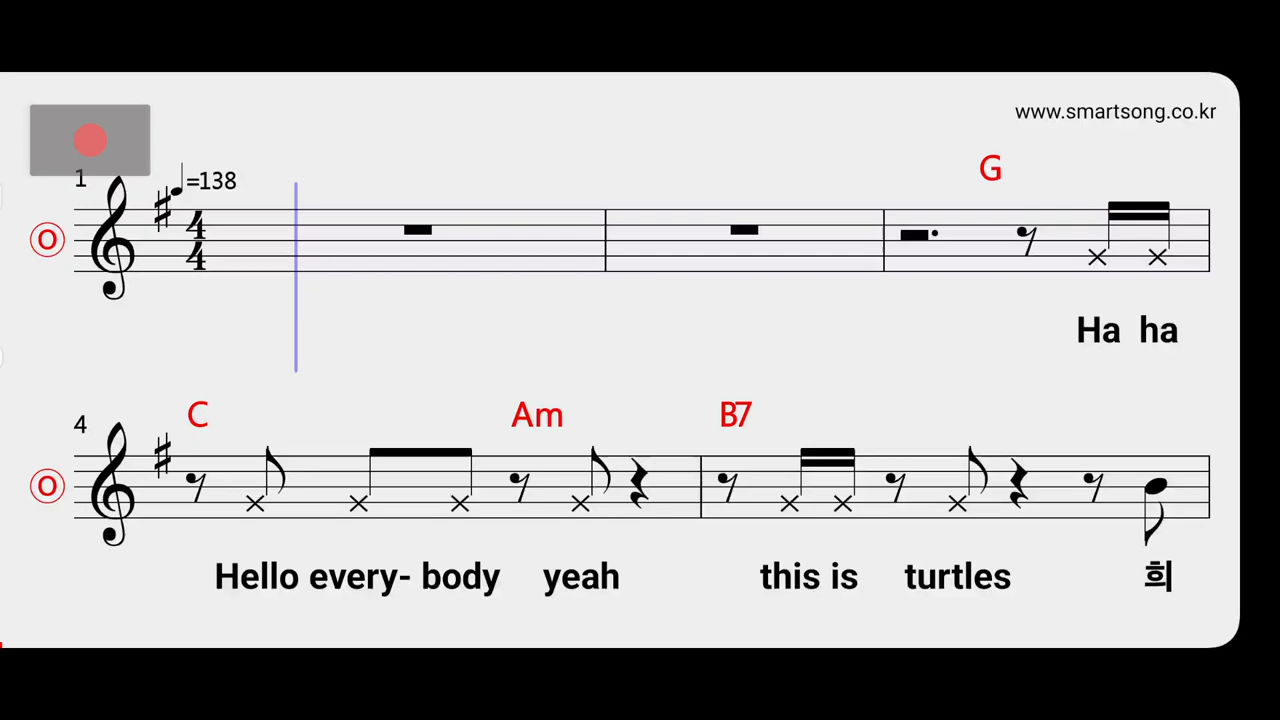 www.smartsong.co.kr
1
=138
G
O
4
4
Ha ha
4
C Am B7
O
Hello every- body yeah this is turtles 희